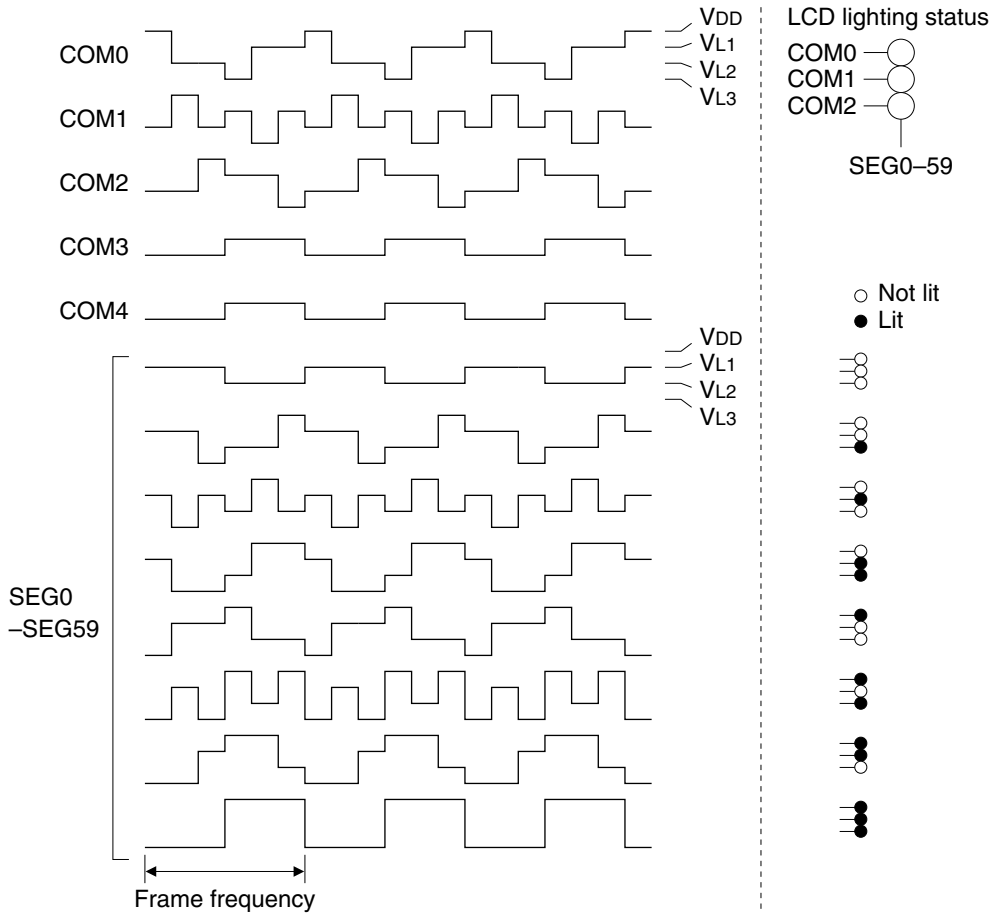 COM0
COM1
COM2
COM3
COM4
VDD
VL1
VL2
VL3
VDD
VL1
VL2
VL3
SEG0
–SEG59
Frame frequency
LCD lighting status
COM0
COM1
COM2
SEG0–59
Not lit
Lit